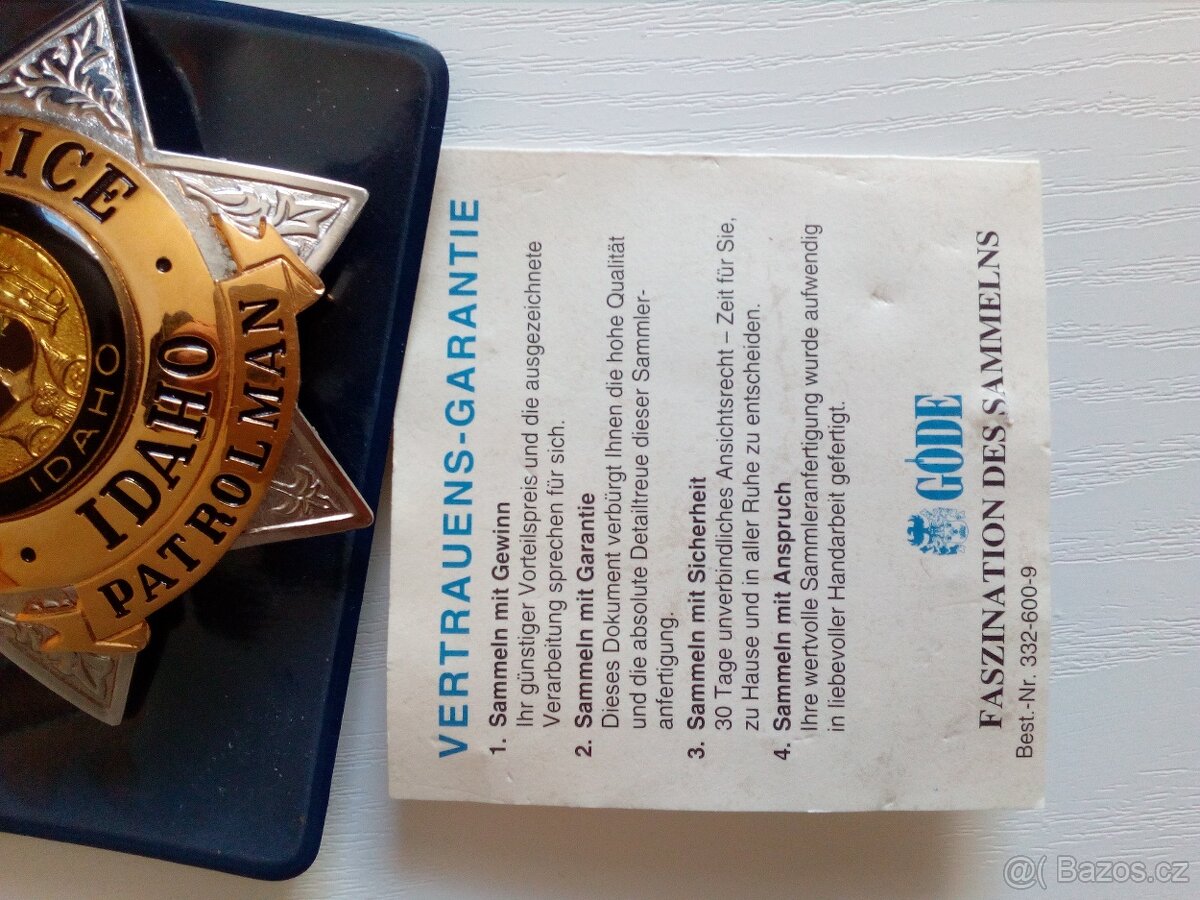 LICE
IDAHO
IDAHO
PATROLMAN
VERTRAUENS-GARANTIE
1. Sammeln mit Gewinn
Ihr günstiger Vorteilspreis und die ausgezeichnete
Verarbeitung sprechen für sich.
2. Sammeln mit Garantie
Dieses Dokument verbürgt Ihnen die hohe Qualität
und die absolute Detailtreue dieser Sammler-
anfertigung.
3. Sammeln mit Sicherheit
30 Tage unverbindliches Ansichtsrecht – Zeit für Sie,
zu Hause und in aller Ruhe zu entscheiden.
4. Sammeln mit Anspruch
Ihre wertvolle Sammleranfertigung wurde aufwendig
in liebevoller Handarbeit gefertigt.
GÖDE
FASZINATION DES SAMMELNS
Best.-Nr. 332-600-9
@( Bazos.cz